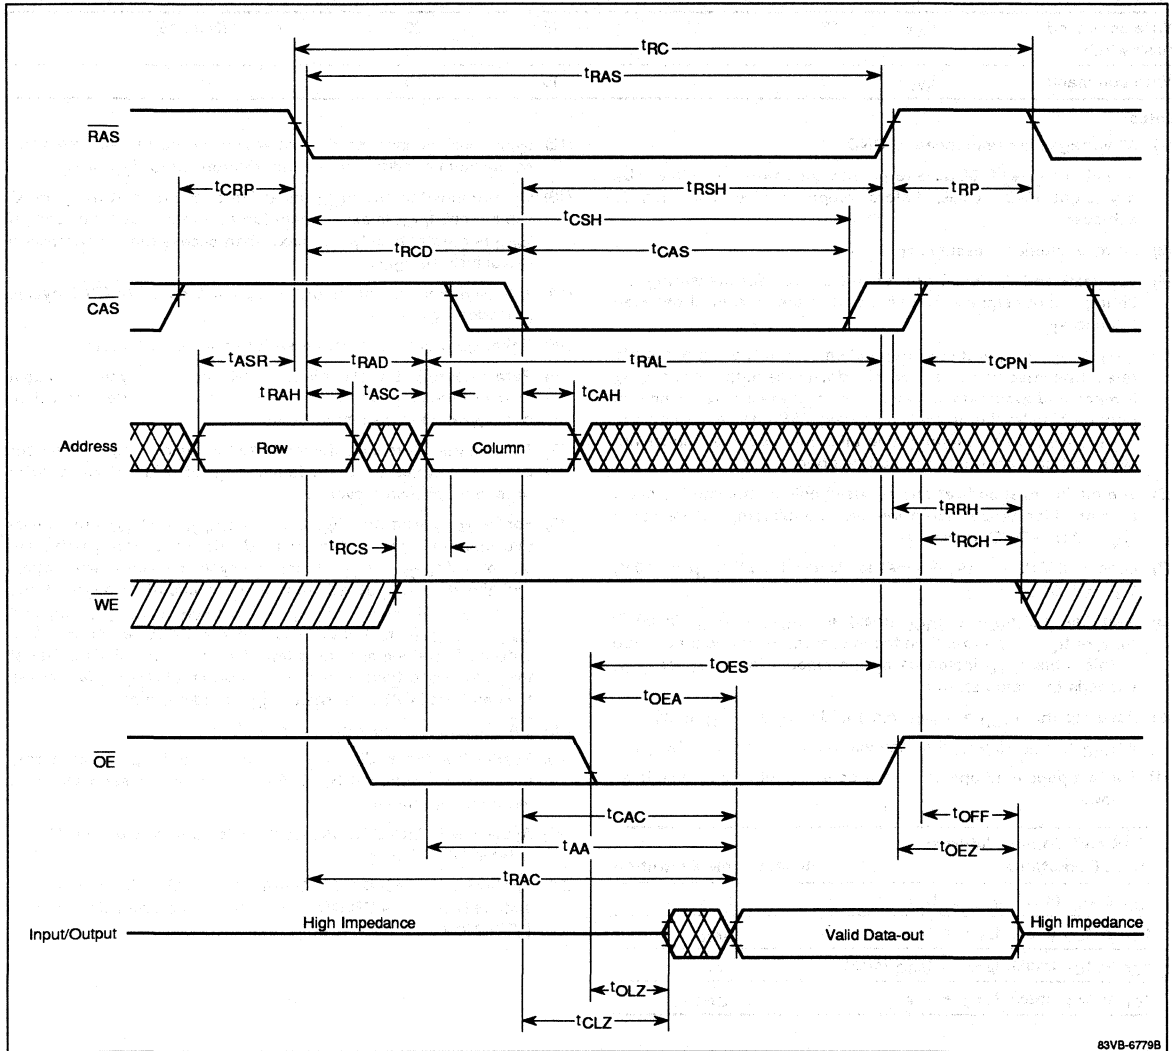 tRC
tRAS
RAS
tCRP
tRSH
tRP
tCSH
tRCD
tCAS
CAS
tASR
tRAD
tRAL
tCPN
tRAH
tASC
tCAH
Address
Row
Column
tRRH
tRCS
tRCH
WE
tOES
tOEA
OE
tCAC
tOFF
tAA
tOEZ
tRAC
High Impedance
High Impedance
Input/Output
Valid Data-out
tOLZ
tCLZ
83VB-6779B